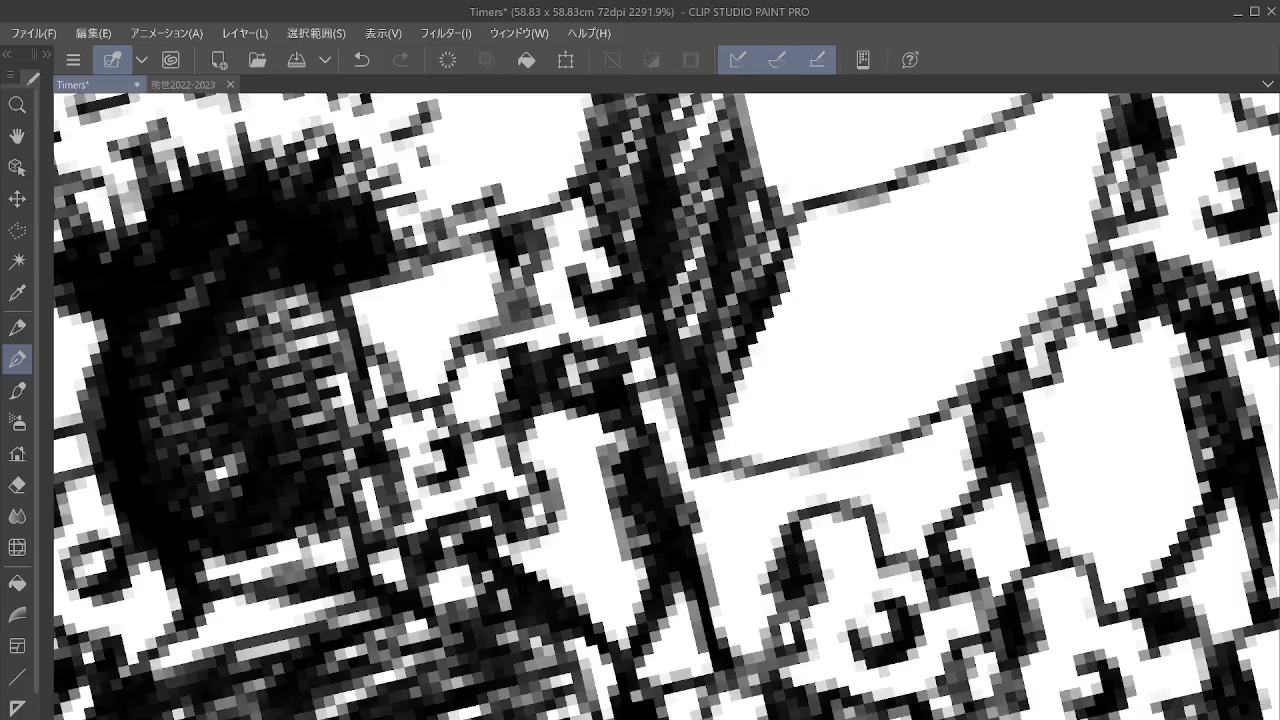 Timers* (58.83 x 58.83cm 72dpi 2291.9%) - CLIP STUDIO PAINT PRO
ファイル(F) 編集(E) アニメーション(A) レイヤー(L) 選択範囲(S) 表示(V) フィルター(I) ウィンドウ(W) ヘルプ(H)
Timers* 2022-2023